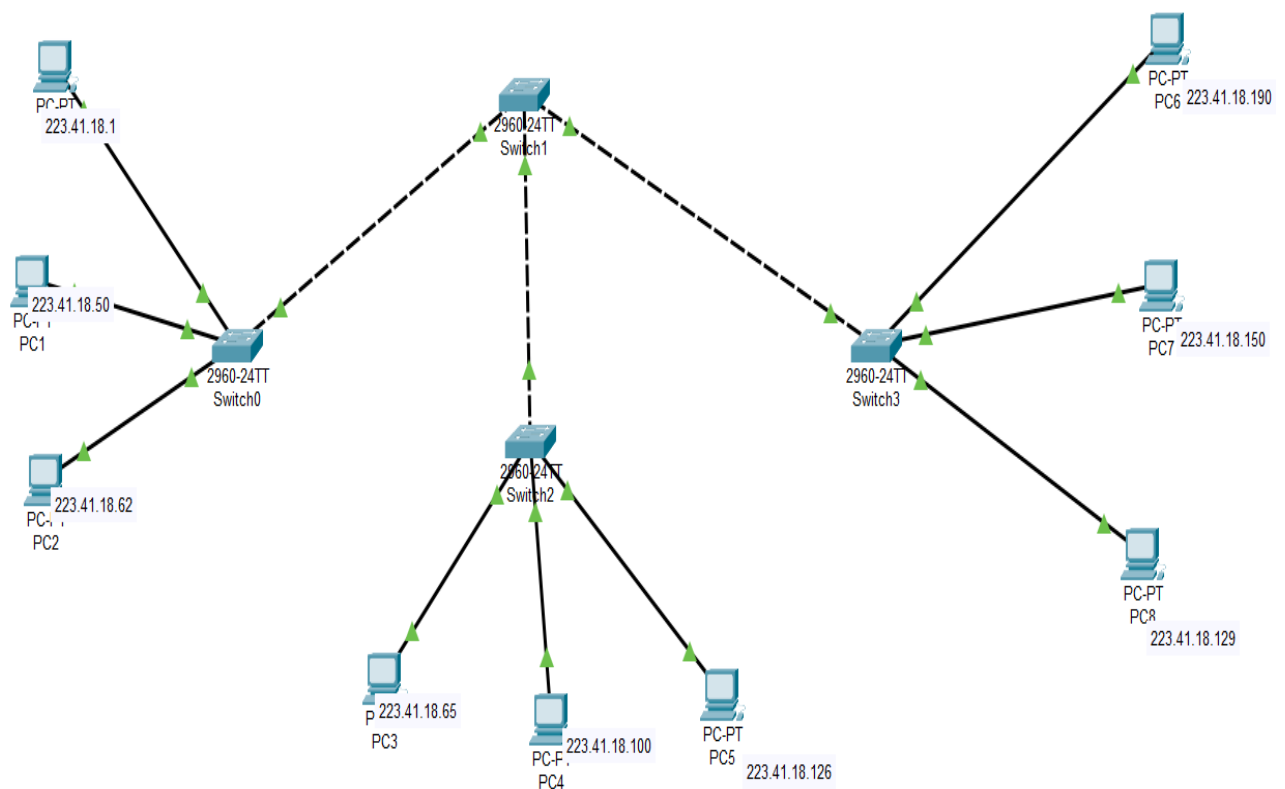 PC-PT
223.41.18.1
223.41.18.50
PC1
223.41.18.62
PC2
2960-24TT
Switch0
2960-24TT
Switch1
2960-24TT
Switch2
223.41.18.65
PC3
223.41.18.100
PC4
PC-PT
PC5
223.41.18.126
2960-24TT
Switch3
PC-PT
PC6
223.41.18.190
PC-PT
PC7
223.41.18.150
PC-PT
PC8
223.41.18.129